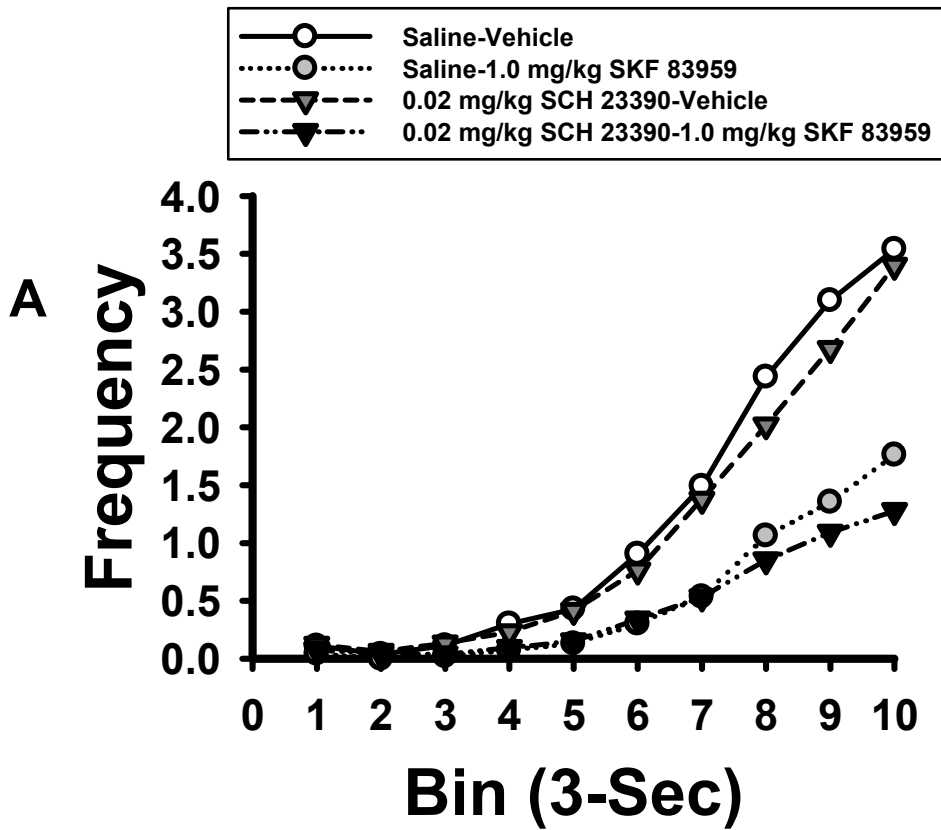 Saline-Vehicle
Saline-1.0 mg/kg SKF 83959
0.02 mg/kg SCH 23390-Vehicle
0.02 mg/kg SCH 23390-1.0 mg/kg SKF 83959
A
Frequency
4.0
3.5
3.0
2.5
2.0
1.5
1.0
0.5
0.0
0 1 2 3 4 5 6 7 8 9 10
Bin (3-Sec)